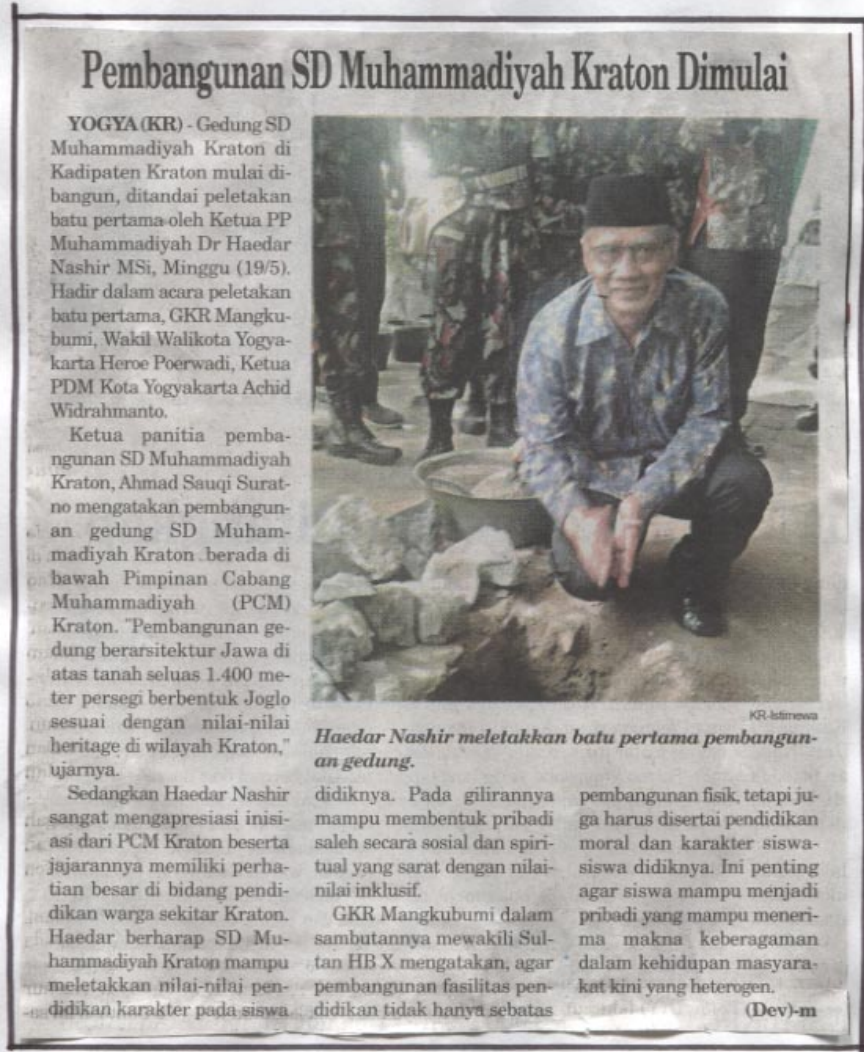 Pembangunan SD Muhammadiyah Kraton Dimulai
YOGYA (KR) - Gedung SD
Muhammadiyah Kraton di
Kadipaten Kraton mulai di-
bangun, ditandai peletakan
batu pertama oleh Ketua PP
Muhammadiyah Dr Haedar
Nashir MSi, Minggu (19/5).
Hadir dalam acara peletakan
batu pertama, GKR Mangku-
bumi, Wakil Walikota Yogya-
karta Heroe Poerwadi, Ketua
PDM Kota Yogyakarta Achid
Widrahmanto.
Ketua panitia pemba-
ngunan SD Muhammadiyah
Kraton, Ahmad Sauqi Surat-
no mengatakan pembangun-
an gedung SD Muham-
madiyah Kraton berada di
bawah Pimpinan Cabang
Muhammadiyah (PCM)
Kraton. "Pembangunan ge-
dung berarsitektur Jawa di
atas tanah seluas 1.400 me-
ter persegi berbentuk Joglo
sesuai dengan nilai-nilai
heritage di wilayah Kraton,"
ujarnya.
Sedangkan Haedar Nashir
sangat mengapresiasi inisi-
asi dari PCM Kraton beserta
jajarannya memiliki perha-
tian besar di bidang pendi-
dikan warga sekitar Kraton.
Haedar berharap SD Mu-
hammadiyah Kraton mampu
meletakkan nilai-nilai pen-
didikan karakter pada siswa
KR-Istimewa
Haedar Nashir meletakkan batu pertama pembangun-
an gedung.
didiknya. Pada gilirannya
mampu membentuk pribadi
saleh secara sosial dan spiri-
tual yang sarat dengan nilai-
nilai inklusif.
GKR Mangkubumi dalam
sambutannya mewakili Sul-
tan HB X mengatakan, agar
pembangunan fasilitas pen-
didikan tidak hanya sebatas
pembangunan fisik, tetapi ju-
ga harus disertai pendidikan
moral dan karakter siswa-
siswa didiknya. Ini penting
agar siswa mampu menjadi
pribadi yang mampu meneri-
ma makna keberagaman
dalam kehidupan masyara-
kat kini yang heterogen.
(Dev)-m